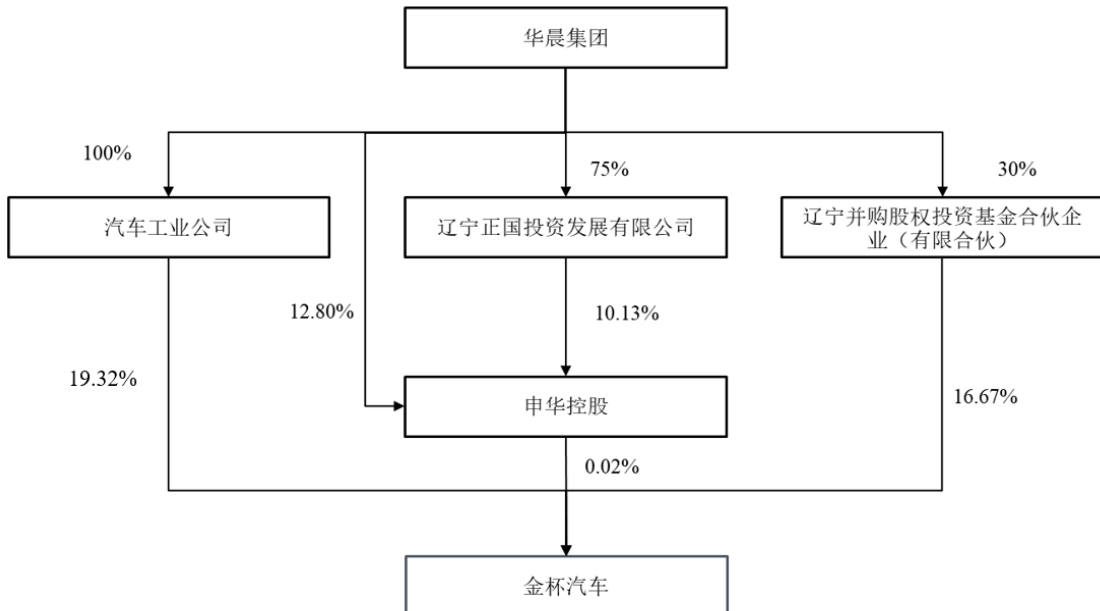 华晨集团
100%
75%
30%
汽车工业公司
辽宁正国投资发展有限公司
辽宁并购股权投资基金合伙企
业（有限合伙）
12.80%
10.13%
19.32%
申华控股
16.67%
0.02%
金杯汽车